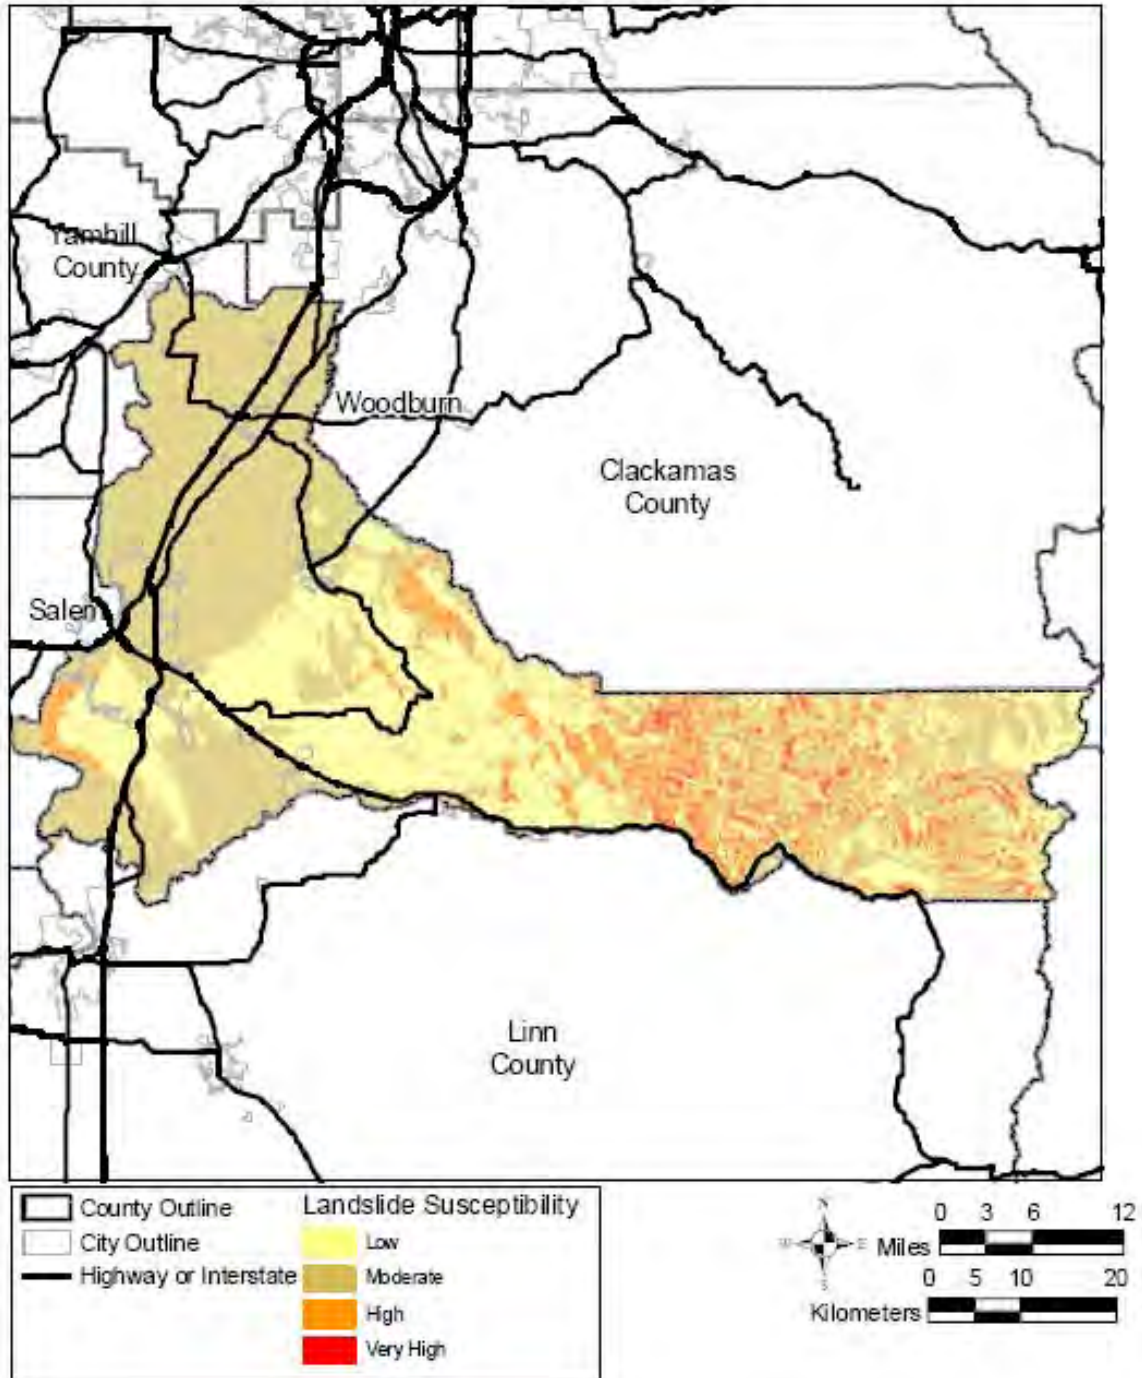 Yamhill
County
Woodburn
Clackamas
County
Salem
Linn
County
County Outline
City Outline
Highway or Interstate
Landslide Susceptibility
Low
Moderate
High
Very High
N
W
E
S
0 3 6 12
Miles
0 5 10 20
Kilometers